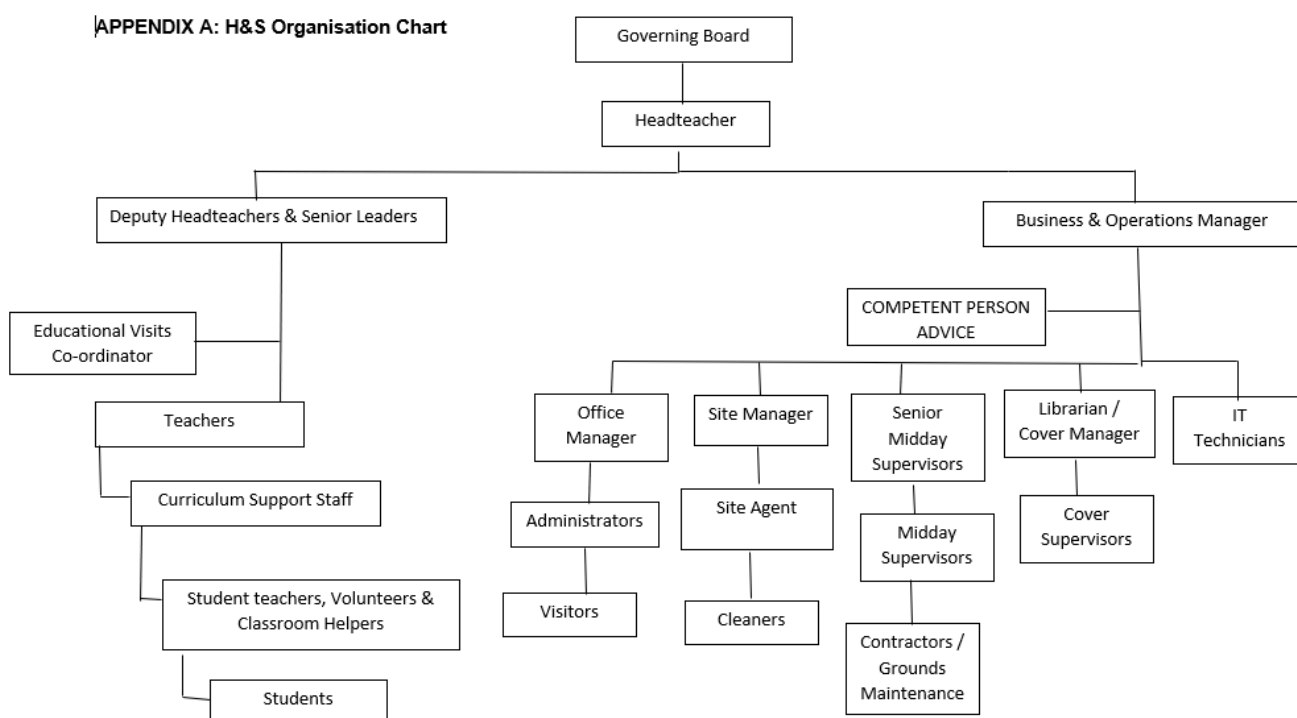 APPENDIX A: H&S Organisation Chart
Governing Board
Headteacher
Deputy Headteachers & Senior Leaders
Business & Operations Manager
COMPETENT PERSON
ADVICE
Educational Visits
Co-ordinator
Teachers
Curriculum Support Staff
Student teachers, Volunteers &
Classroom Helpers
Students
Office
Manager
Administrators
Visitors
Site Manager
Site Agent
Cleaners
Senior
Midday
Supervisors
Midday
Supervisors
Contractors /
Grounds
Maintenance
Librarian /
Cover Manager
Cover
Supervisors
IT
Technicians